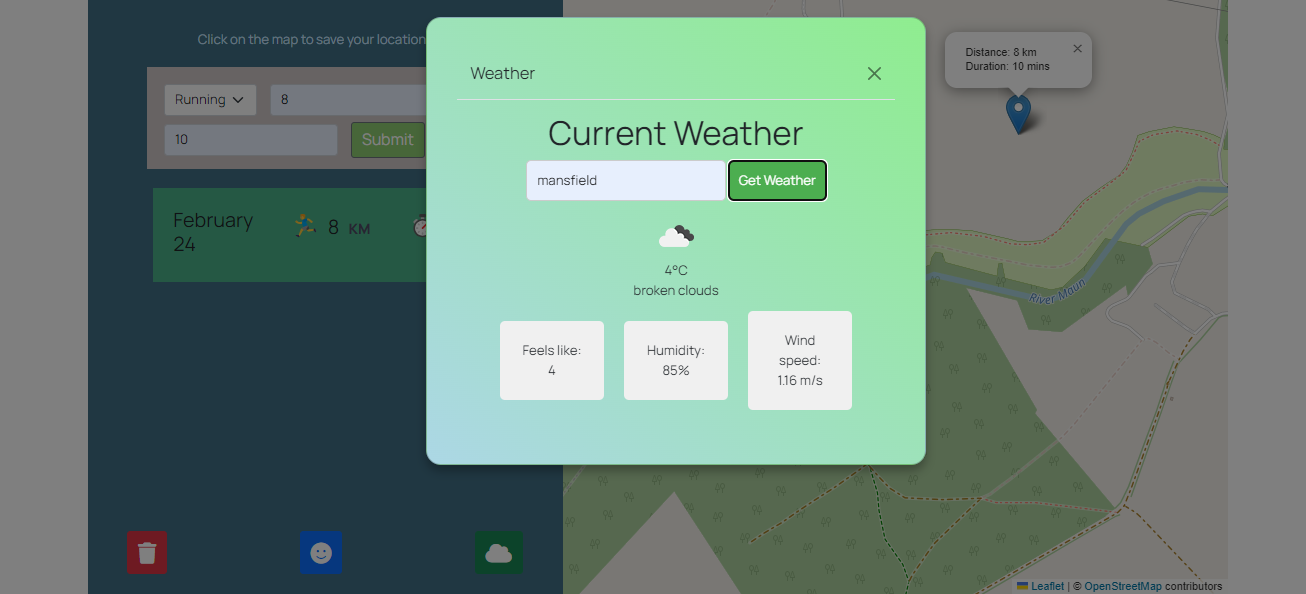 Click on the map to save your location
Running
8
10
Submit
February
24
8 KM
Weather
Current Weather
mansfield
Get Weather
4°C
broken clouds
Feels like:
4
Humidity:
85%
Wind
speed:
1.16 m/s
Distance: 8 km
Duration: 10 mins
River Maun
Leaflet | © OpenStreetMap contributors